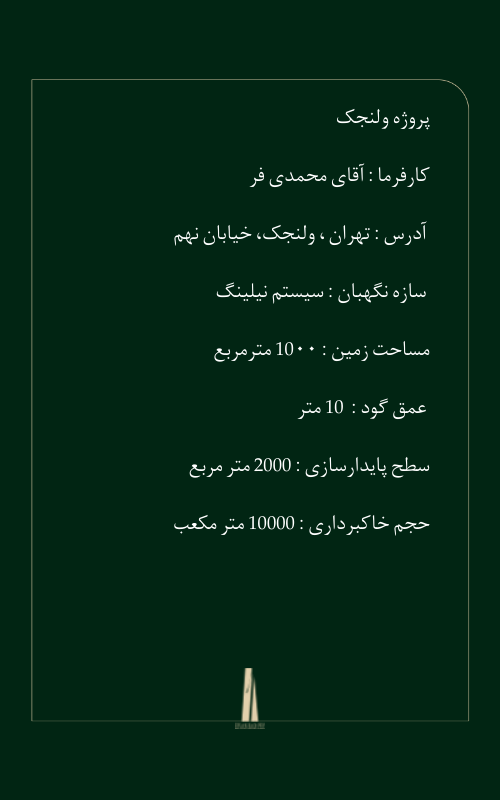 پروژه ولنجک
کارفرما : آقای محمدی فر
آدرس : تهران ، ولنجک، خیابان نهم
سازه نگهبان : سیستم نیلینگ
مساحت زمین : 10۰۰ مترمربع
عمق گود : 10 متر
سطح پایدارسازی : 2000 متر مربع
حجم خاکبرداری : 10000 متر مکعب